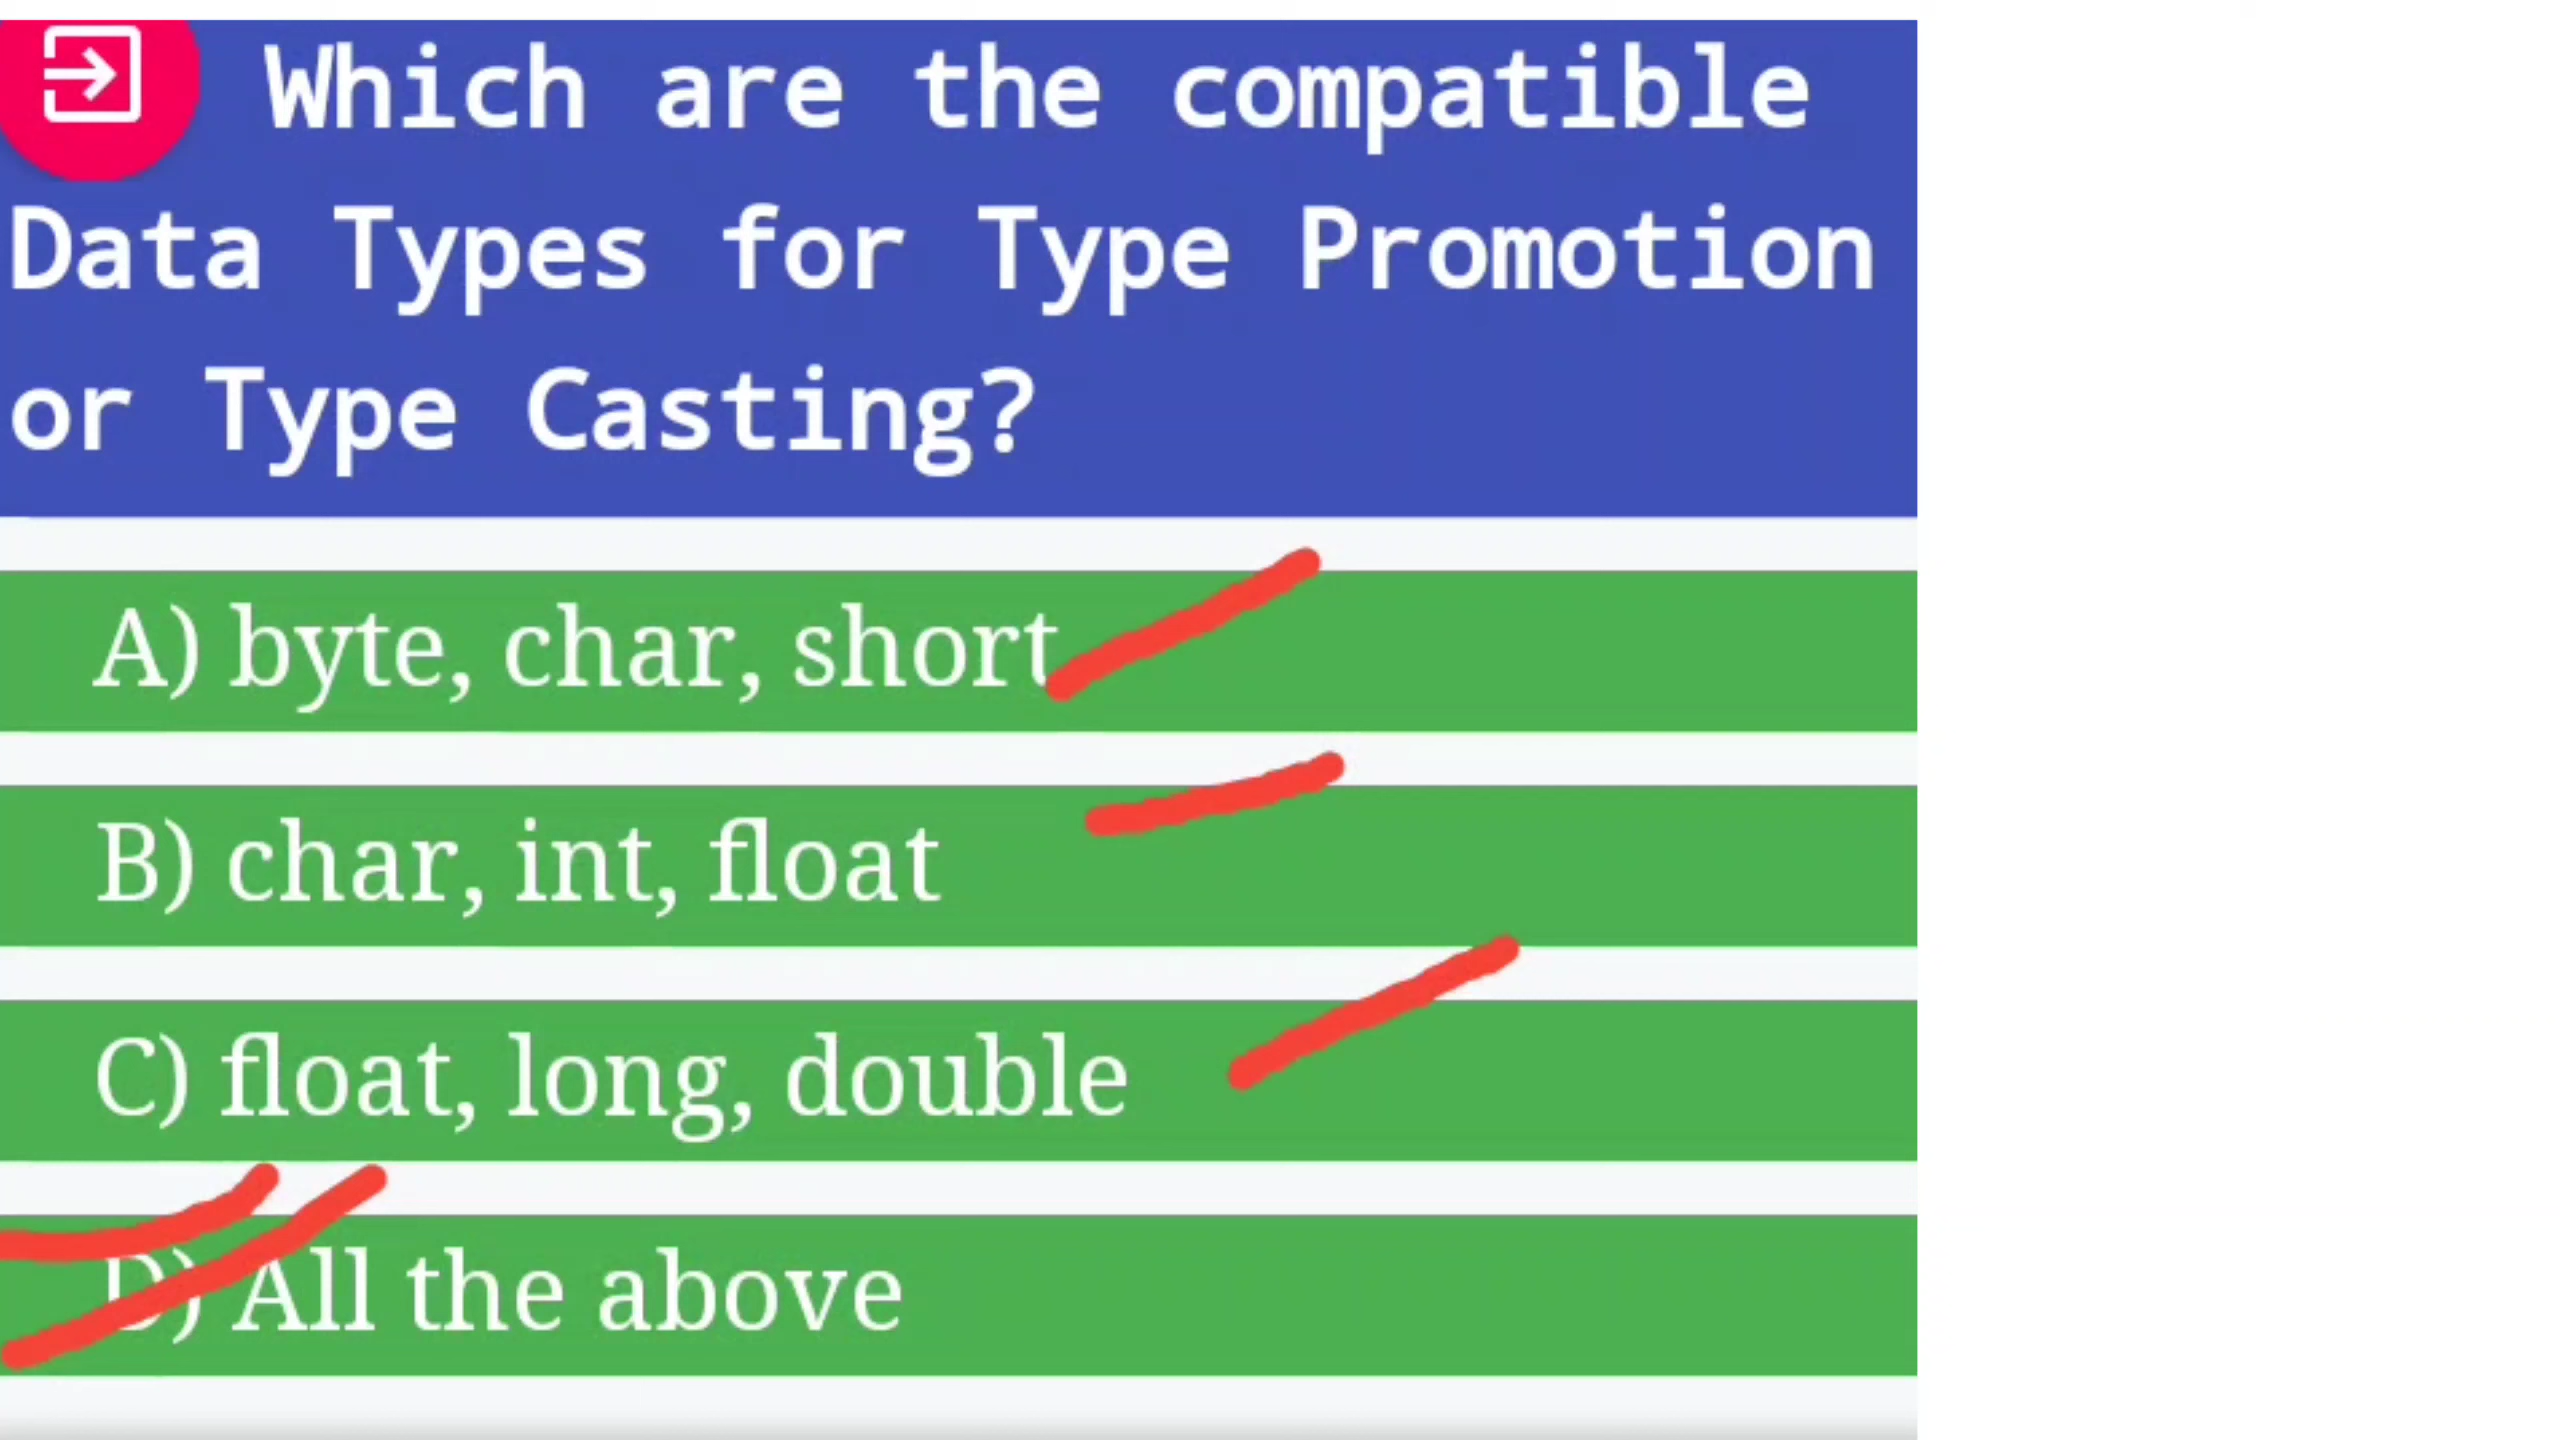 Which are the compatible
Data Types for Type Promotion
or Type Casting?
A) byte, char, short
B) char, int, float
C) float, long, double
D) All the above